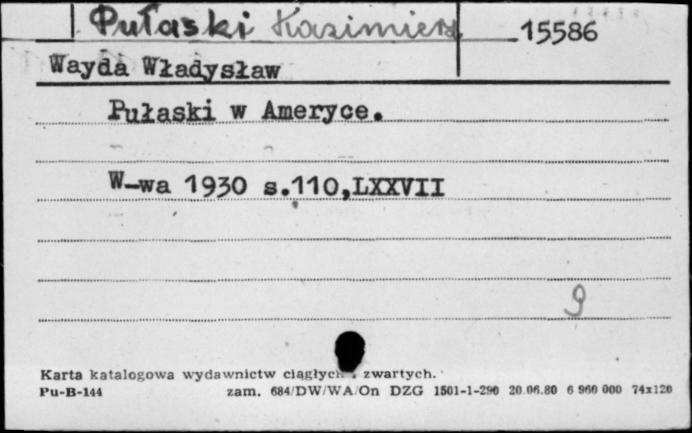 Pułaski Kazimierz 15586
Wayda Władysław
Pułaski w Ameryce.
W-wa 1930 s.110,LXXVII
9
Karta katalogowa wydawnictw ciągłych i zwartych.
Pu-B-144 zam. 684/DW/WA/On DZG 1501-1-290 20.06.80 6 960 000 74x120